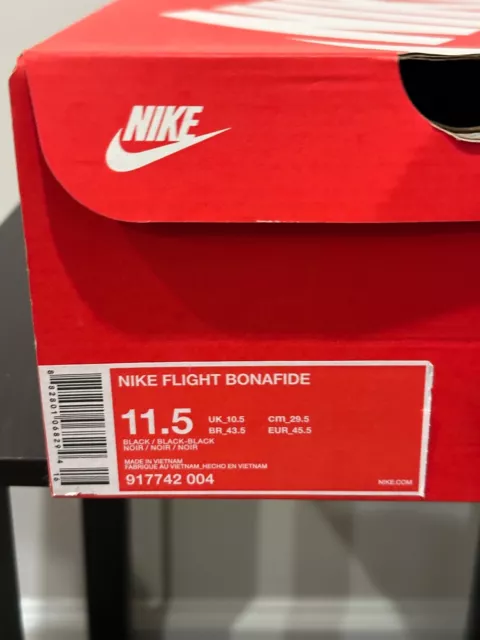 NIKE
NIKE FLIGHT BONAFIDE
11.5 UK_10.5 cm_29.5
BR_43.5 EUR_45.5
BLACK / BLACK-BLACK
NOIR / NOIR / NOIR
MADE IN VIETNAM
FABRIQUE AU VIETNAM_HECHO EN VIETNAM
917742 004
NIKE.COM